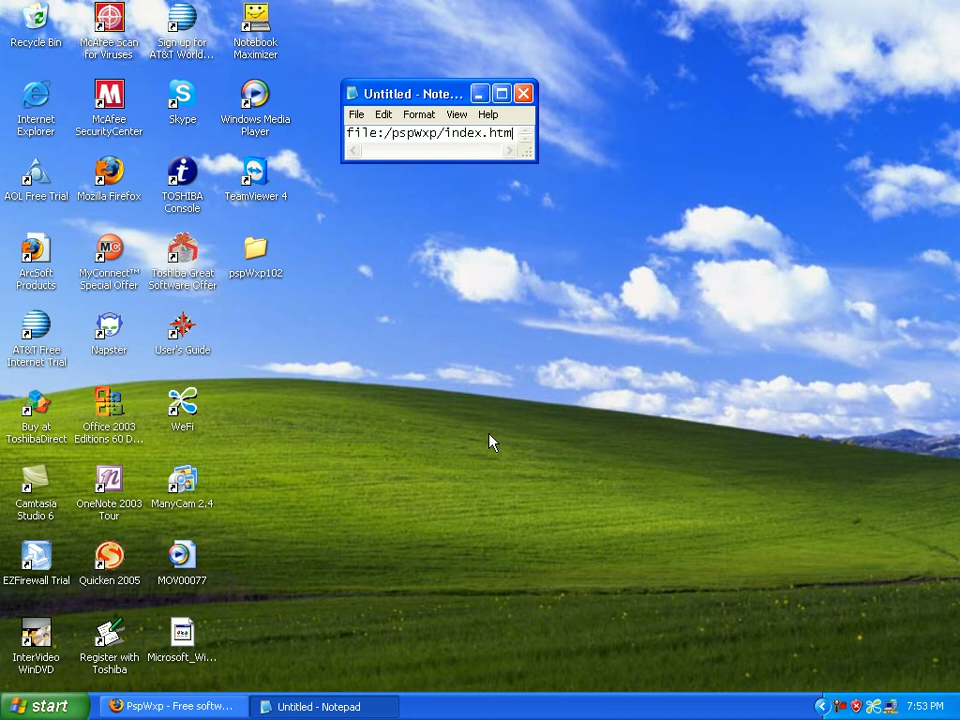 Recycle Bin
McAfee Scan
for Viruses
Sign up for
AT&T World...
Notebook
Maximizer
Internet
Explorer
McAfee
SecurityCenter
Skype
Windows Media
Player
AOL Free Trial
Mozilla Firefox
TOSHIBA
Console
TeamViewer 4
ArcSoft
Products
MyConnect™
Special Offer
Toshiba Great
Software Offer
pspWxp102
AT&T Free
Internet Trial
Napster
User's Guide
Buy at
ToshibaDirect
Office 2003
Editions 60 D...
WeFi
Camtasia
Studio 6
OneNote 2003
Tour
ManyCam 2.4
EZFirewall Trial
Quicken 2005
MOV00077
InterVideo
WinDVD
Register with
Toshiba
Microsoft_Wi...
Untitled - Note...
File Edit Format View Help
file:/pspWxp/index.htm
start
PspWxp - Free softw...
Untitled - Notepad
7:53 PM